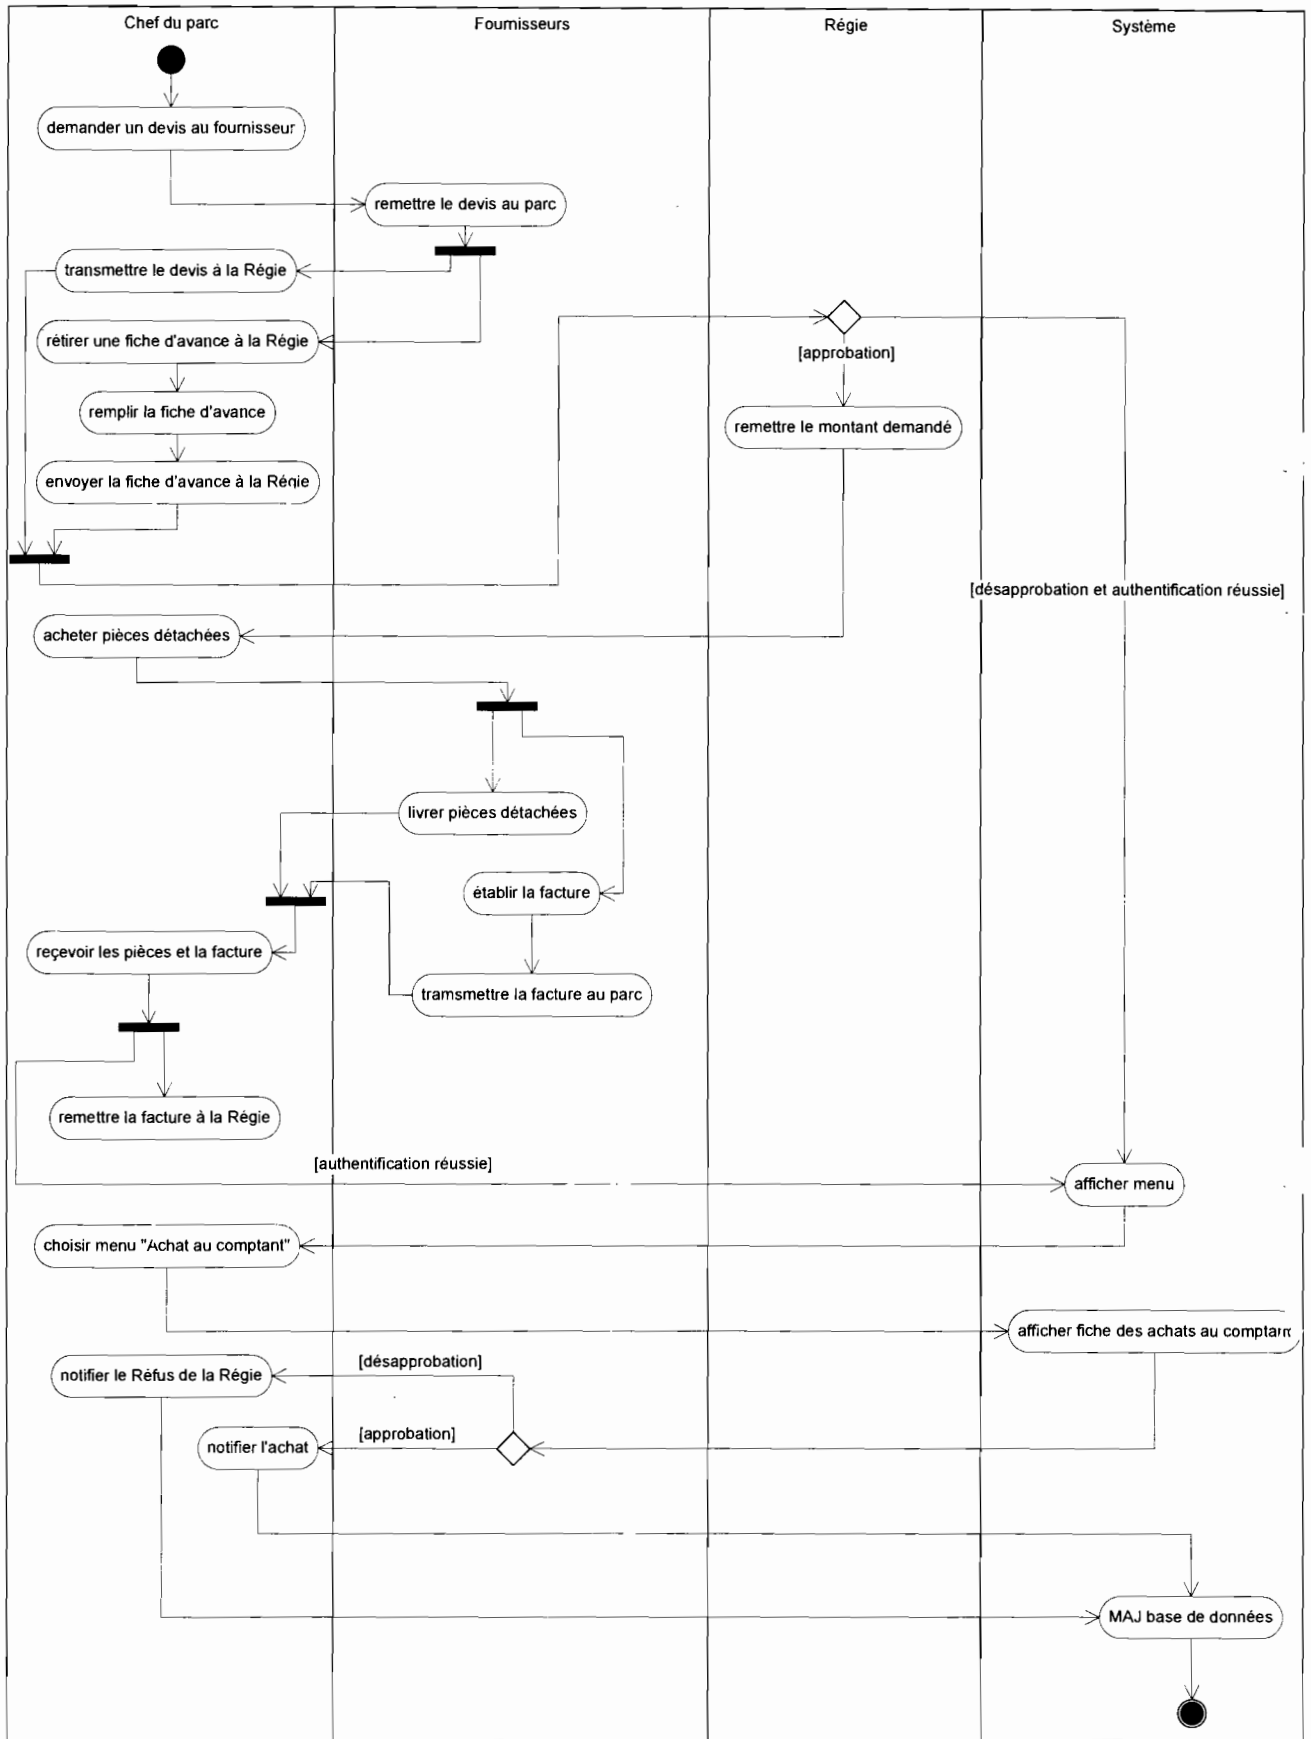 Chef du parc
Fournisseurs
Régie
Système
demander un devis au fournisseur
remettre le devis au parc
transmettre le devis à la Régie
rétirer une fiche d'avance à la Régie
[approbation]
remplir la fiche d'avance
remettre le montant demandé
envoyer la fiche d'avance à la Régie
[désapprobation et authentification réussie]
acheter pièces détachées
livrer pièces détachées
établir la facture
reçevoir les pièces et la facture
tramsmettre la facture au parc
remettre la facture à la Régie
[authentification réussie]
afficher menu
choisir menu "Achat au comptant"
afficher fiche des achats au comptant
[désapprobation]
notifier le Réfus de la Régie
[approbation]
notifier l'achat
MAJ base de données